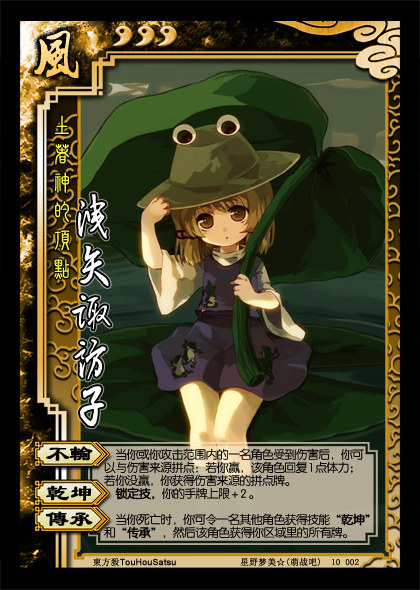 風
土著神的頂點
洩矢諏訪子
不輸
当你或你攻击范围内的一名角色受到伤害后，你可
以与伤害来源拼点：若你赢，该角色回复1点体力；
若你没赢，你获得伤害来源的拼点牌。
乾坤
锁定技，你的手牌上限+2。
傳承
当你死亡时，你可令一名其他角色获得技能“乾坤”
和“传承”，然后该角色获得你区域里的所有牌。
東方殺TouHouSatsu
星野梦美☆(萌战吧) 10 002